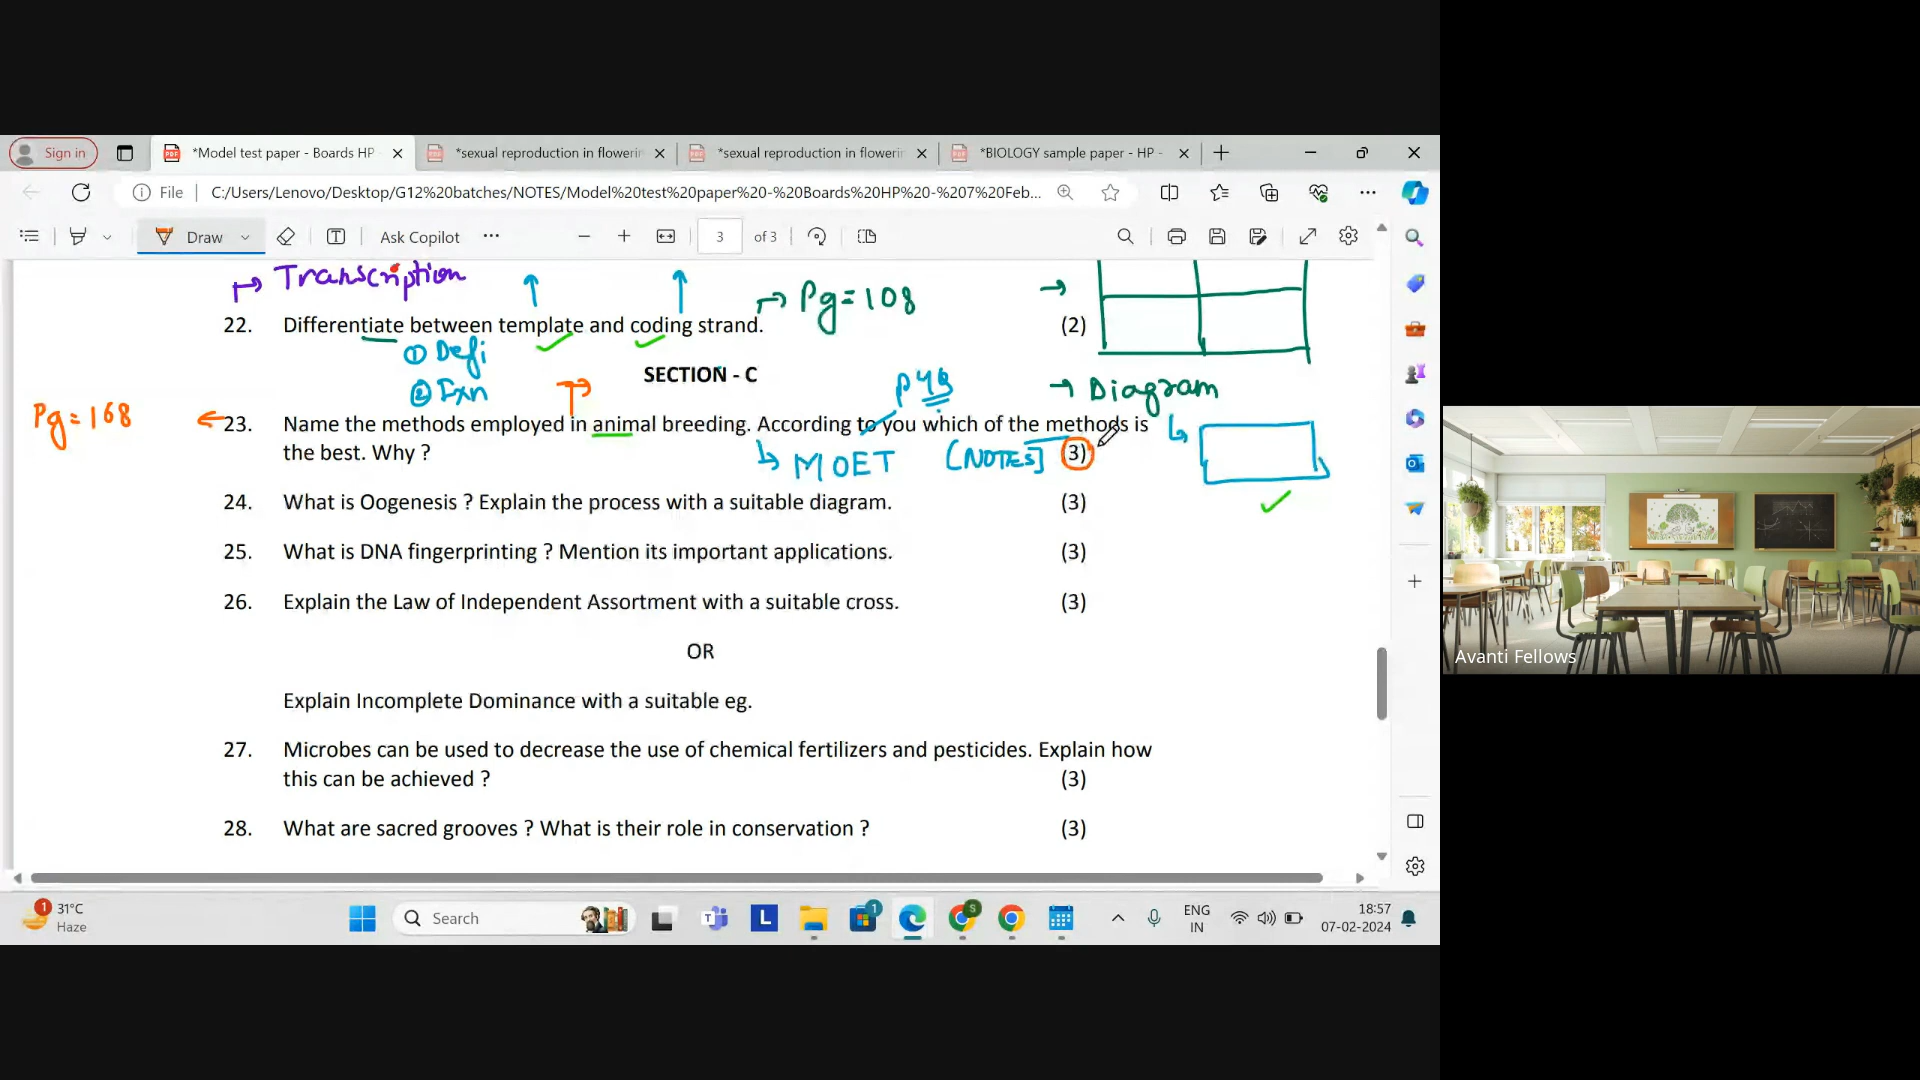 Sign in
*Model test paper - Boards HP
*sexual reproduction in flowerin
*sexual reproduction in flowerin
*BIOLOGY sample paper - HP -
File
C:/Users/Lenovo/Desktop/G12%20batches/NOTES/Model%20test%20paper%20-%20Boards%20HP%20-%207%20Feb...
Draw
Ask Copilot
3
of 3
Transcription
Pg=108
22. Differentiate between template and coding strand. (2)
① Defi
② Fxn
SECTION - C
PYQ
Diagram
Pg=168
23. Name the methods employed in animal breeding. According to you which of the methods is
the best. Why ? (3)
MOET [NOTES]
24. What is Oogenesis ? Explain the process with a suitable diagram. (3)
25. What is DNA fingerprinting ? Mention its important applications. (3)
26. Explain the Law of Independent Assortment with a suitable cross. (3)
OR
Explain Incomplete Dominance with a suitable eg.
27. Microbes can be used to decrease the use of chemical fertilizers and pesticides. Explain how
this can be achieved ? (3)
28. What are sacred grooves ? What is their role in conservation ? (3)
Avanti Fellows
1
31°C
Haze
Search
1
S
ENG
IN
18:57
07-02-2024